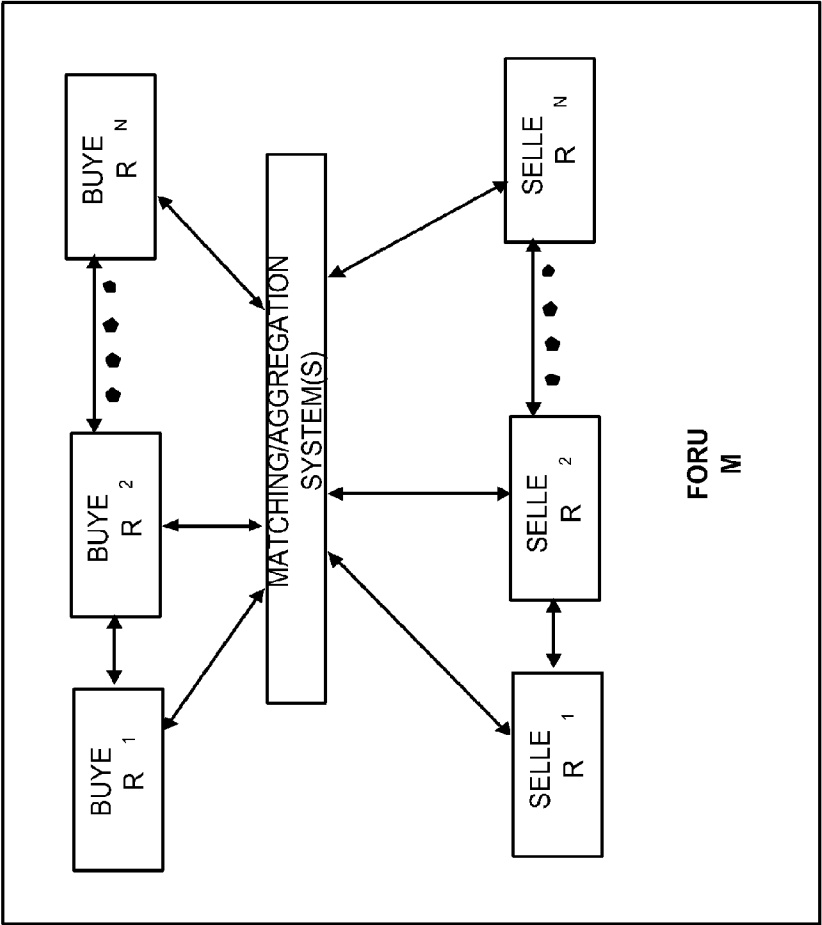 BUYE
R 1
BUYE
R 2
BUYE
R N
MATCHING/AGGREGATION
SYSTEM(S)
SELLE
R 1
SELLE
R 2
SELLE
R N
FORU
M